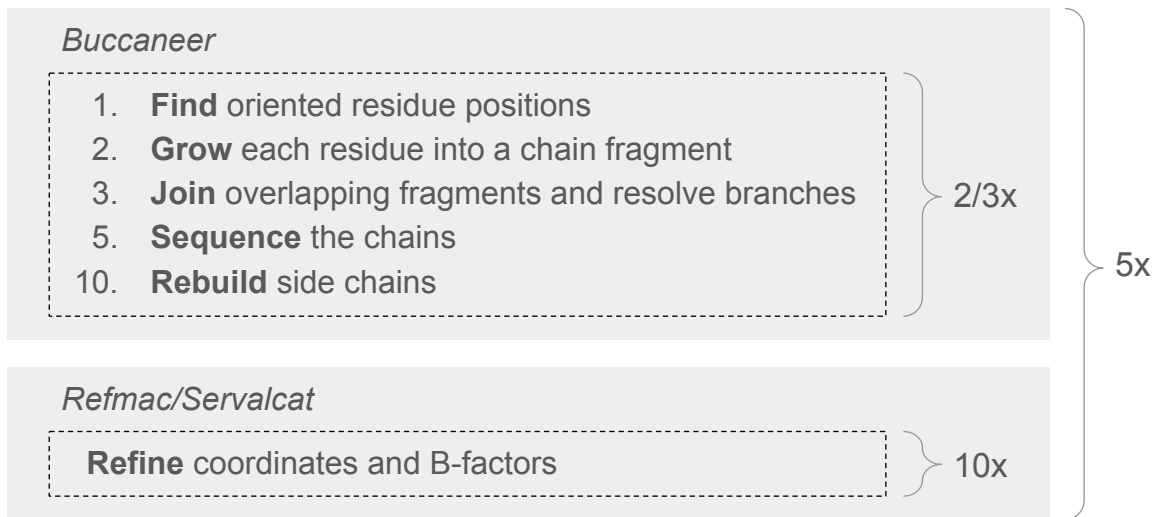 Buccaneer
1. Find oriented residue positions
2. Grow each residue into a chain fragment
3. Join overlapping fragments and resolve branches
5. Sequence the chains
10. Rebuild side chains
2/3x
5x
Refmac/Servalcat
Refine coordinates and B-factors
10x